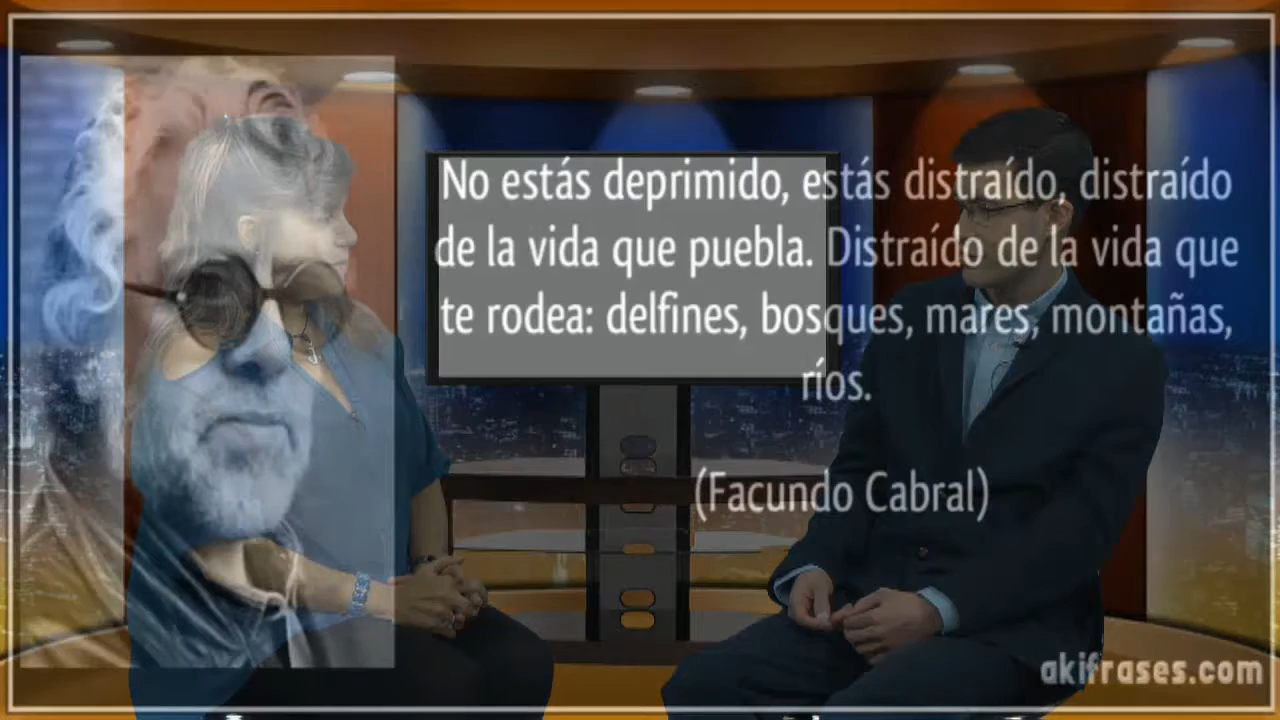 No estás deprimido, estás distraído, distraído
de la vida que puebla. Distraído de la vida que
te rodea: delfines, bosques, mares, montañas,
ríos.
(Facundo Cabral)
akifrases.com